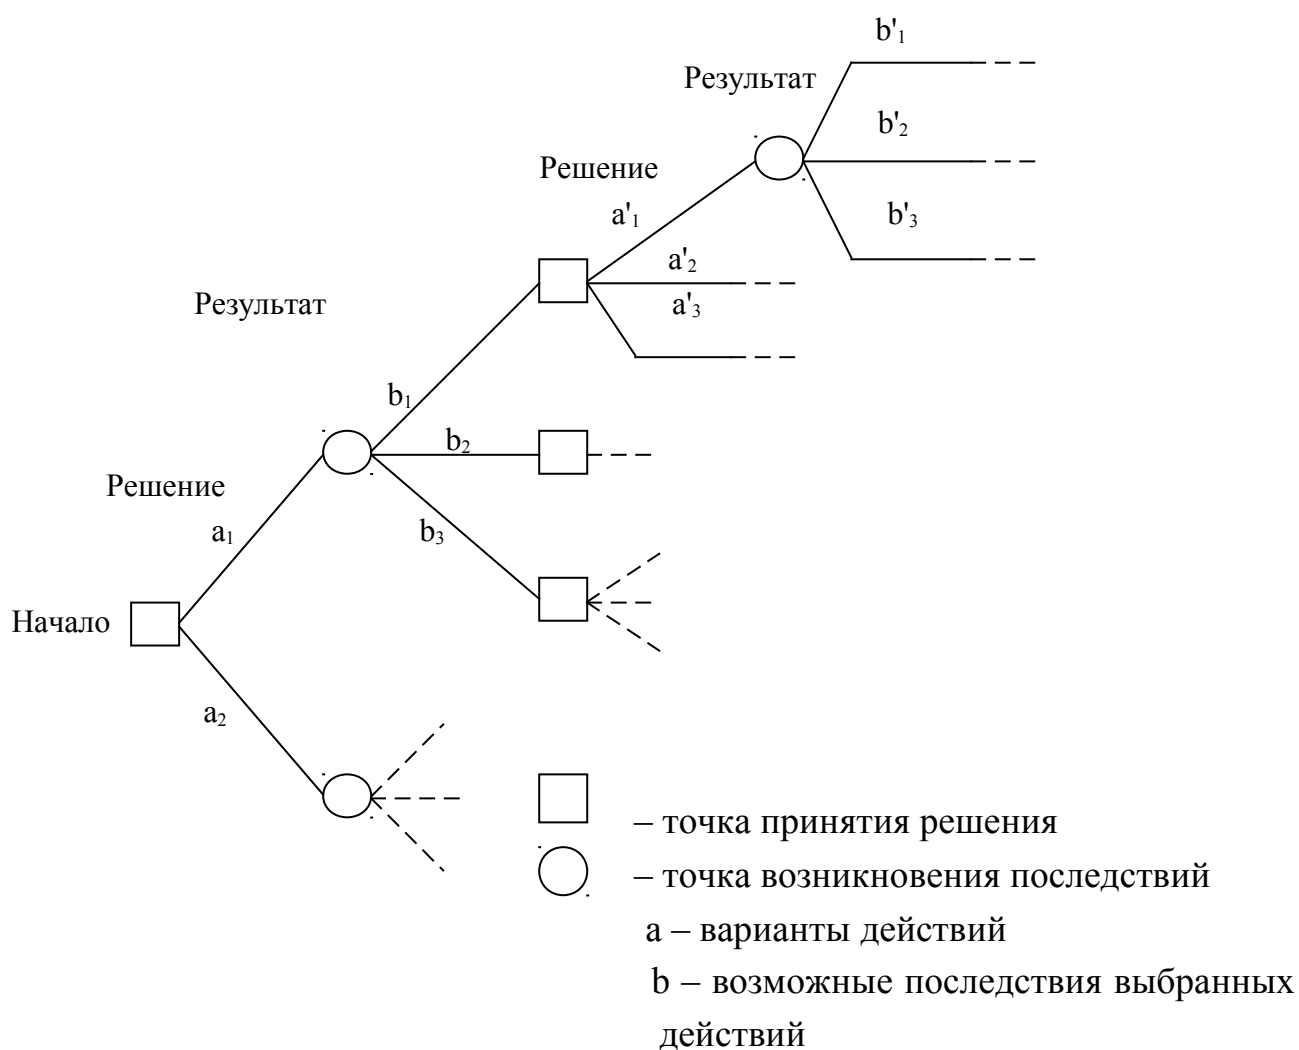 b'₁
Результат
b'₂
Решение
a'₁
b'₃
a'₂
Результат
a'₃
b₁
b₂
Решение
a₁
b₃
Начало
a₂
– точка принятия решения
– точка возникновения последствий
a – варианты действий
b – возможные последствия выбранных
действий